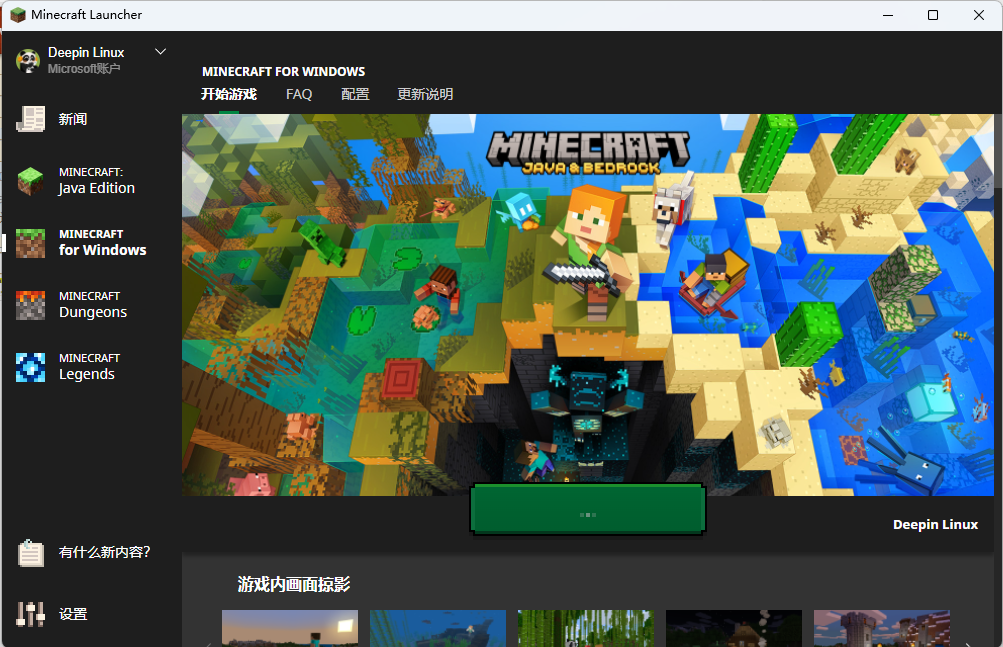 Minecraft Launcher
Deepin Linux
Microsoft账户
新闻
MINECRAFT:
Java Edition
MINECRAFT
for Windows
MINECRAFT
Dungeons
MINECRAFT
Legends
有什么新内容?
设置
MINECRAFT FOR WINDOWS
开始游戏 FAQ 配置 更新说明
MINECRAFT
JAVA & BEDROCK
Deepin Linux
游戏内画面掠影